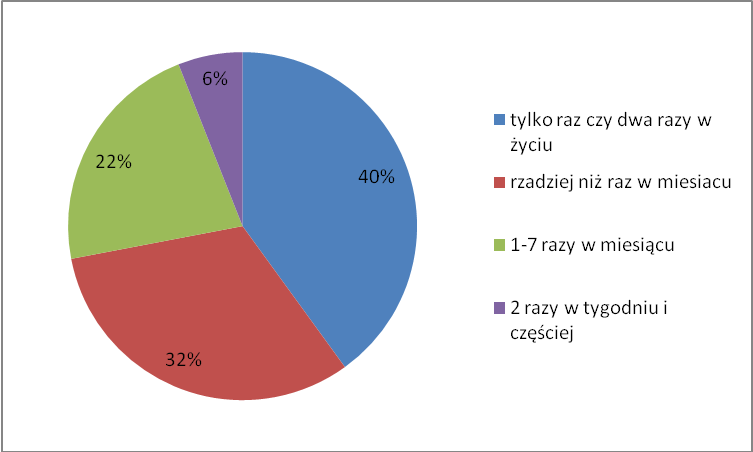 6%
22%
40%
32%
tylko raz czy dwa razy w
życiu
rzadziej niż raz w miesiacu
1-7 razy w miesiącu
2 razy w tygodniu i
częściej